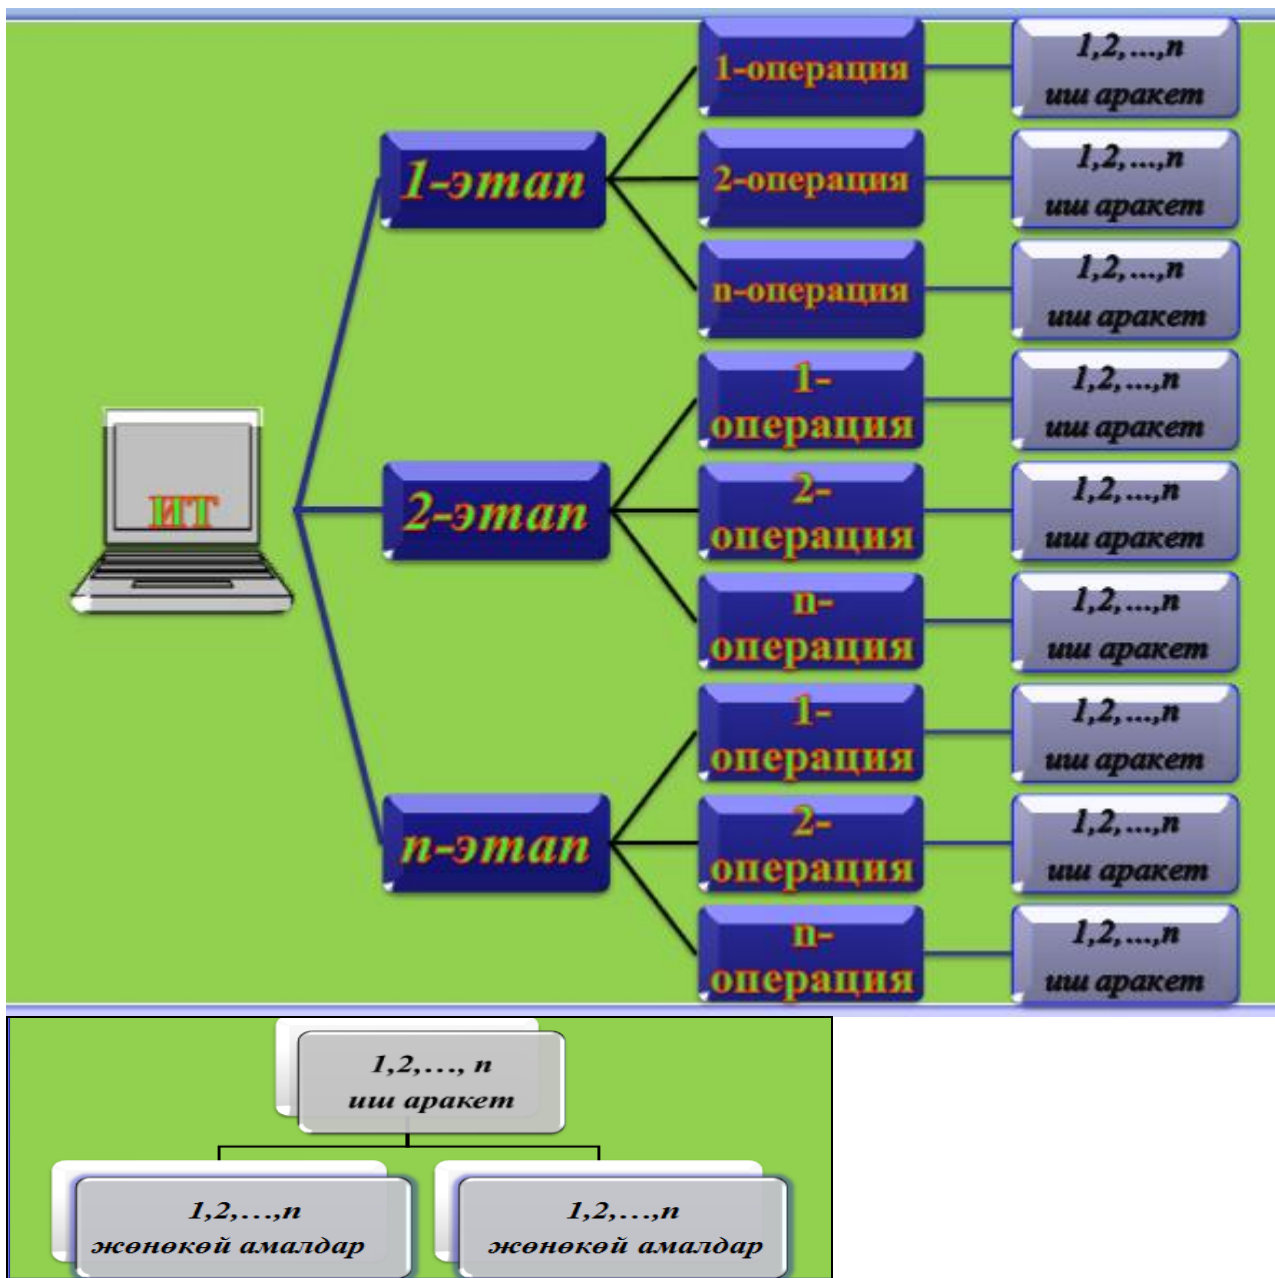 ИТ
1-этап
1-операция
1,2,...,n
иш аракет
2-операция
1,2,...,n
иш аракет
n-операция
1,2,...,n
иш аракет
2-этап
1-
операция
1,2,...,n
иш аракет
2-
операция
1,2,...,n
иш аракет
n-
операция
1,2,...,n
иш аракет
n-этап
1-
операция
1,2,...,n
иш аракет
2-
операция
1,2,...,n
иш аракет
n-
операция
1,2,...,n
иш аракет
1,2,…, n
иш аракет
1,2,…,n
жөнөкөй амалдар
1,2,…,n
жөнөкөй амалдар